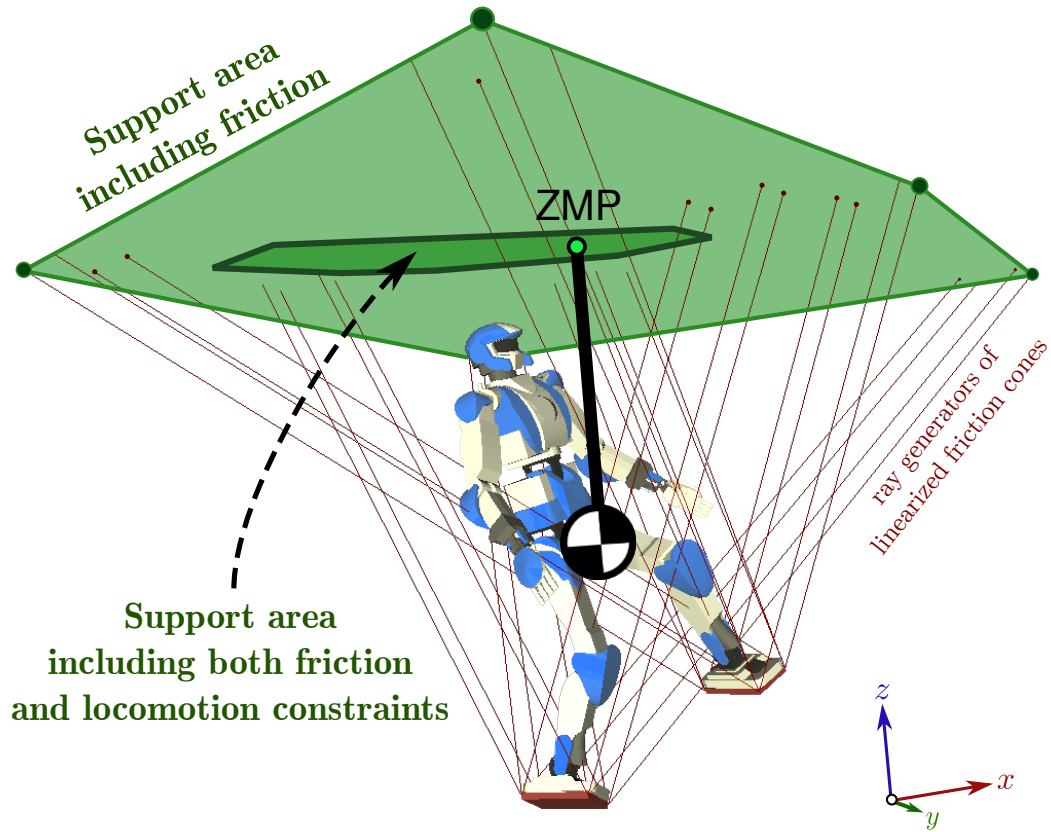 Support area
including friction
ZMP
ray generators of
linearized friction cones
Support area
including both friction
and locomotion constraints
z
x
y